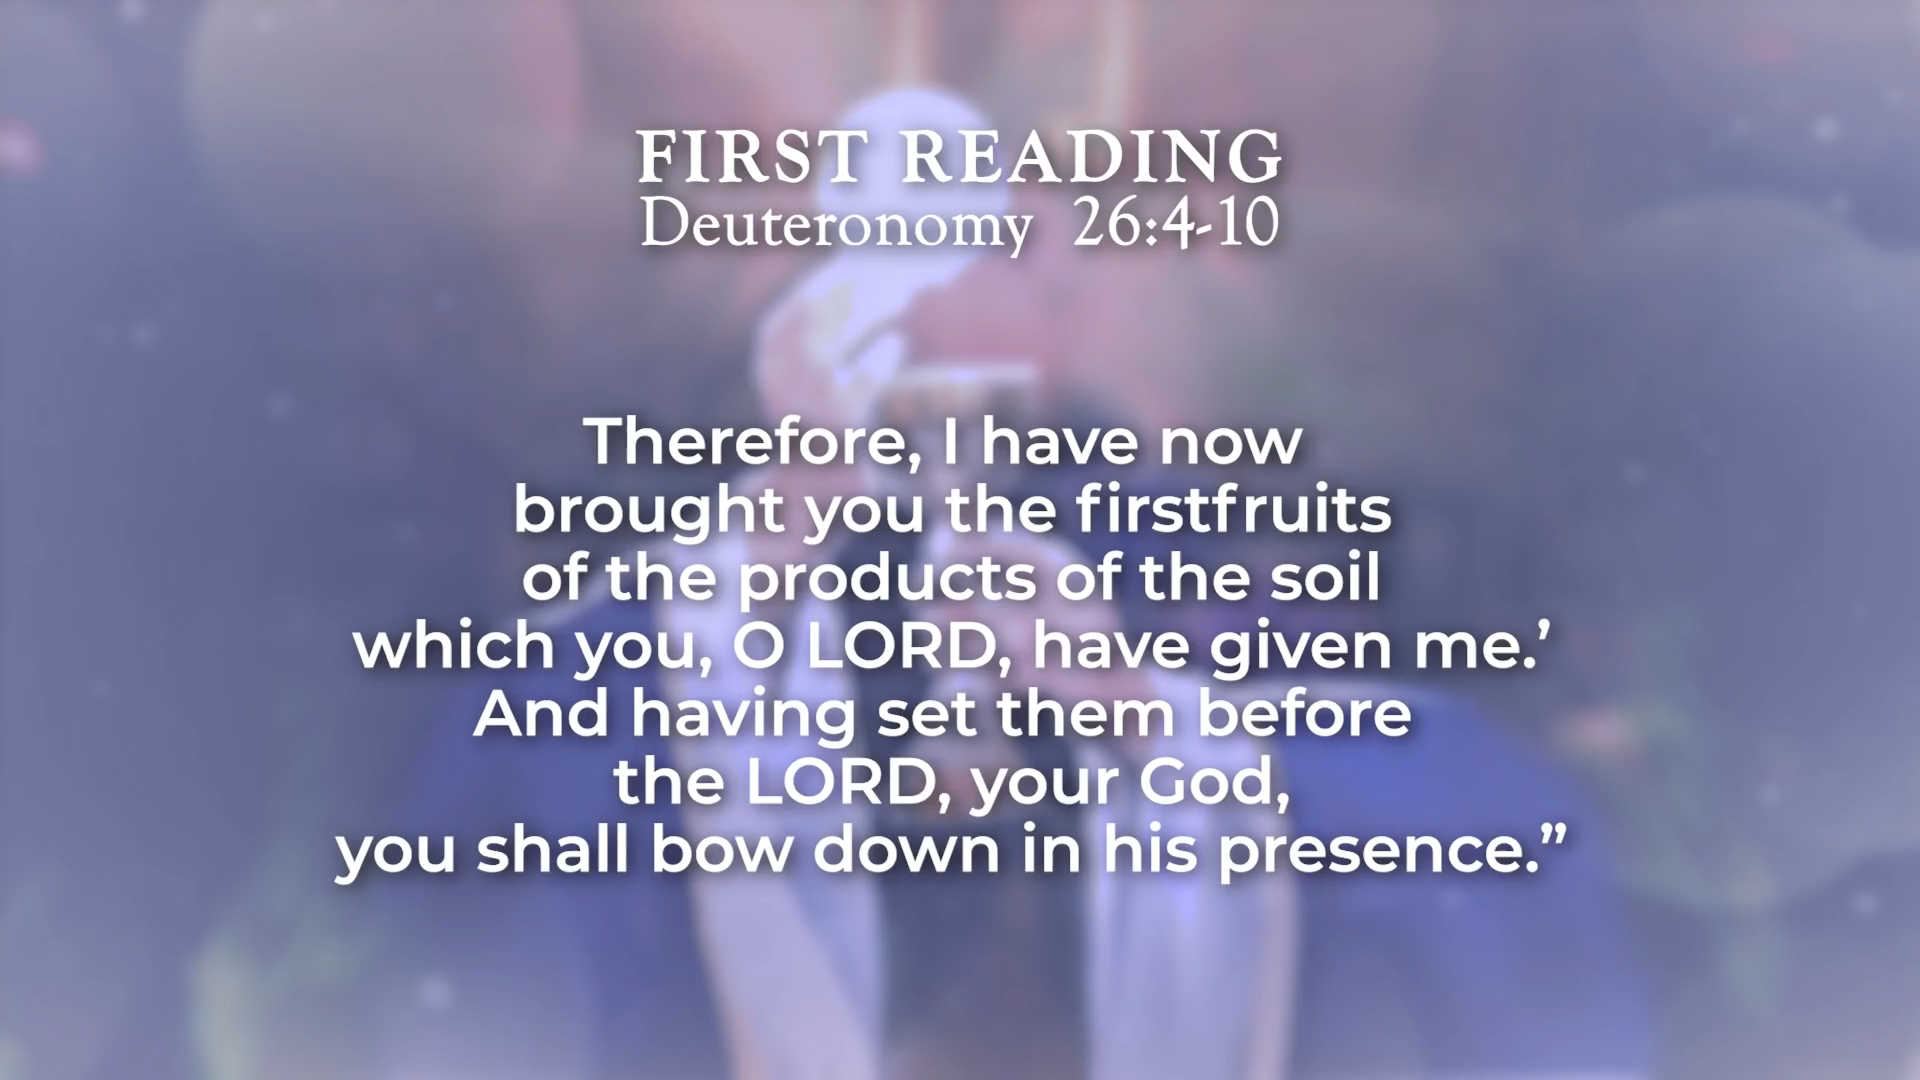 FIRST READING
Deuteronomy 26:4-10
Therefore, I have now
brought you the firstfruits
of the products of the soil
which you, O LORD, have given me.’
And having set them before
the LORD, your God,
you shall bow down in his presence.”